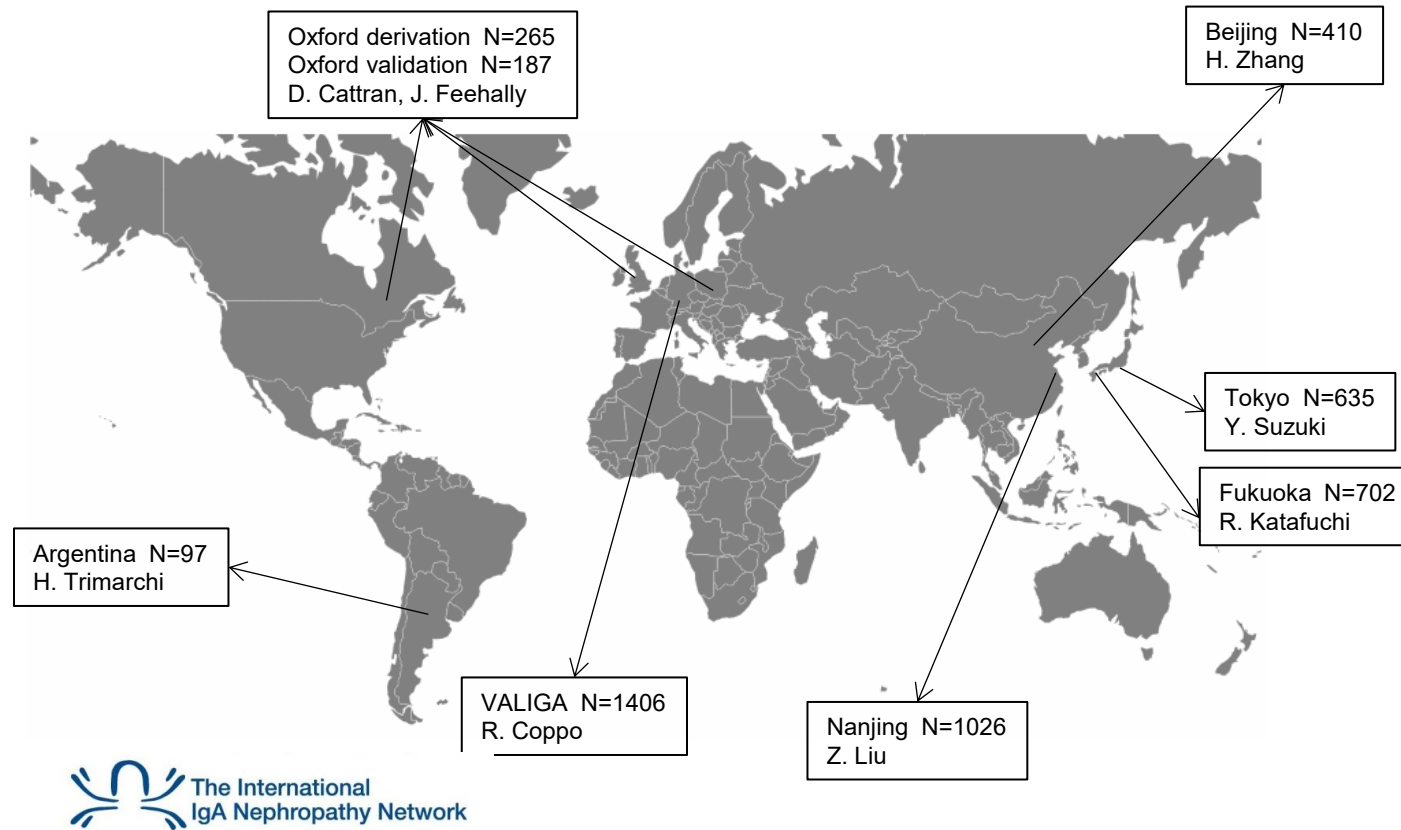 Oxford derivation N=265
Oxford validation N=187
D. Cattran, J. Feehally
Beijing N=410
H. Zhang
Tokyo N=635
Y. Suzuki
Fukuoka N=702
R. Katafuchi
Argentina N=97
H. Trimarchi
VALIGA N=1406
R. Coppo
Nanjing N=1026
Z. Liu
The International
IgA Nephropathy Network